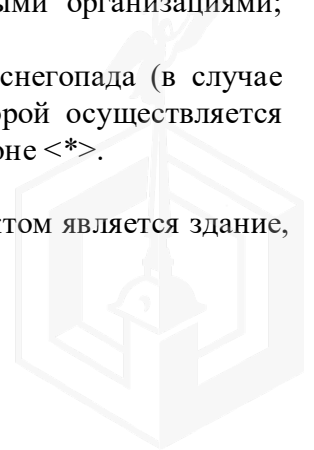 ыми организациями;
снегопада (в случае
рой осуществляется
оне <*>.
том является здание,